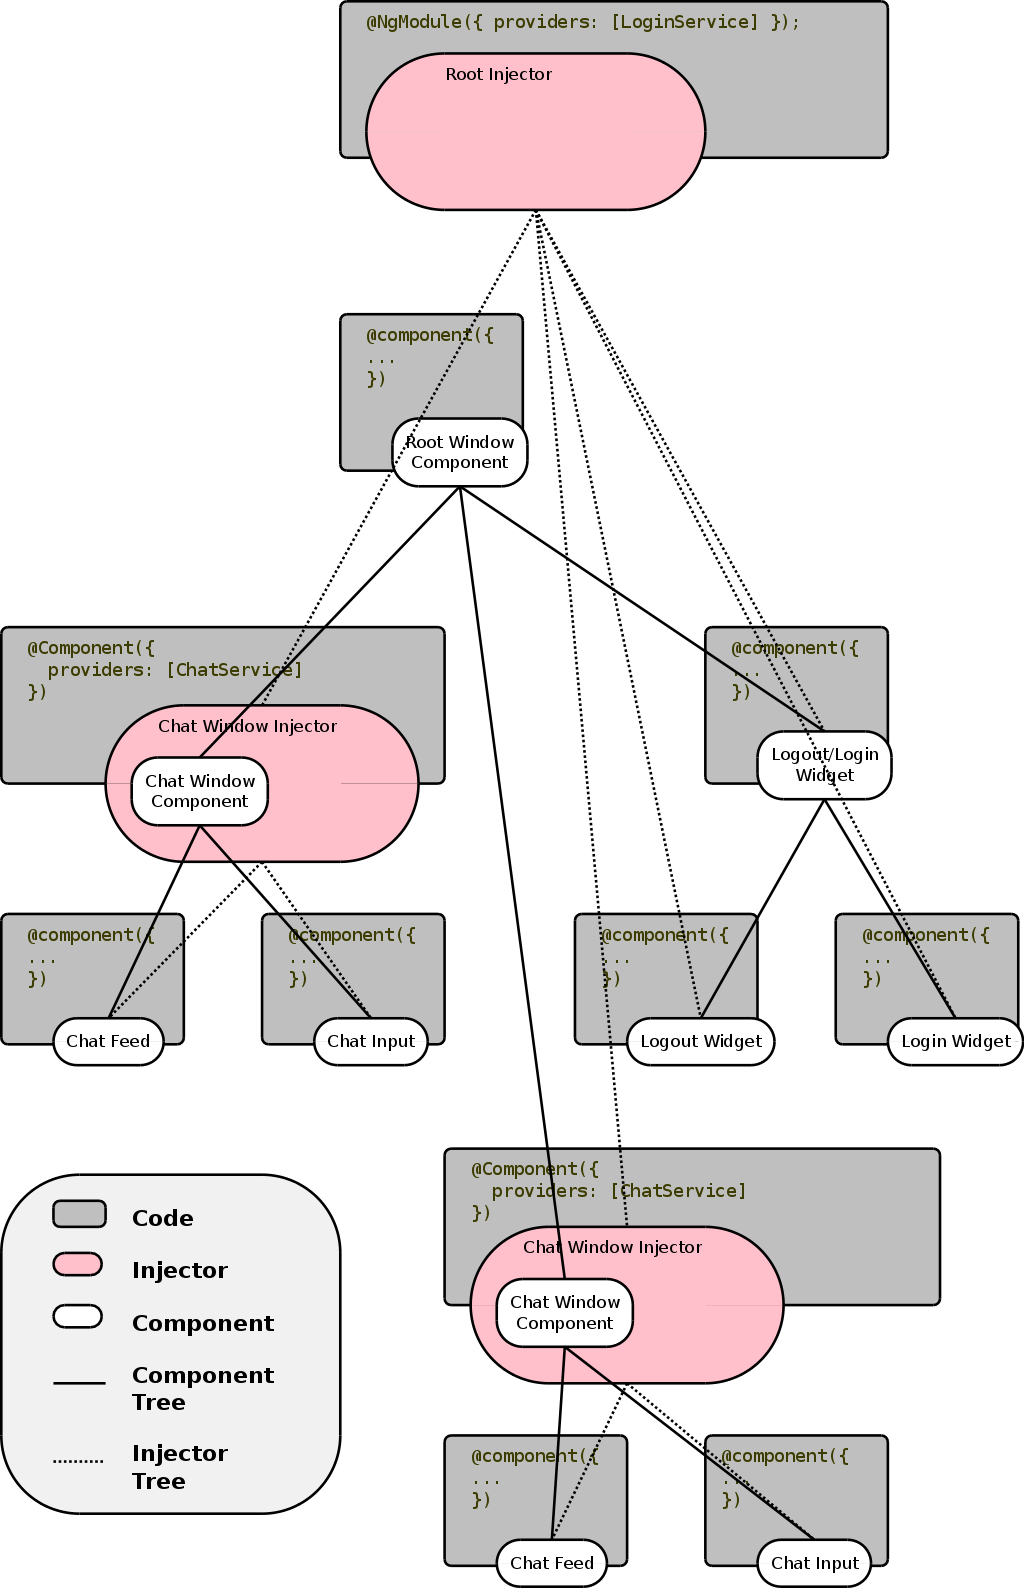 @NgModule({ providers: [LoginService] });
Root Injector
@component({
...
})
Root Window
Component
@Component({
providers: [ChatService]
})
Chat Window Injector
Chat Window
Component
@component({
...
})
Logout/Login
Widget
@component({
...
})
Chat Feed
@component({
...
})
Chat Input
@component({
...
})
Logout Widget
@component({
...
})
Login Widget
@Component({
providers: [ChatService]
})
Chat Window Injector
Chat Window
Component
@component({
...
})
Chat Feed
@component({
...
})
Chat Input
Code
Injector
Component
Component
Tree
Injector
Tree